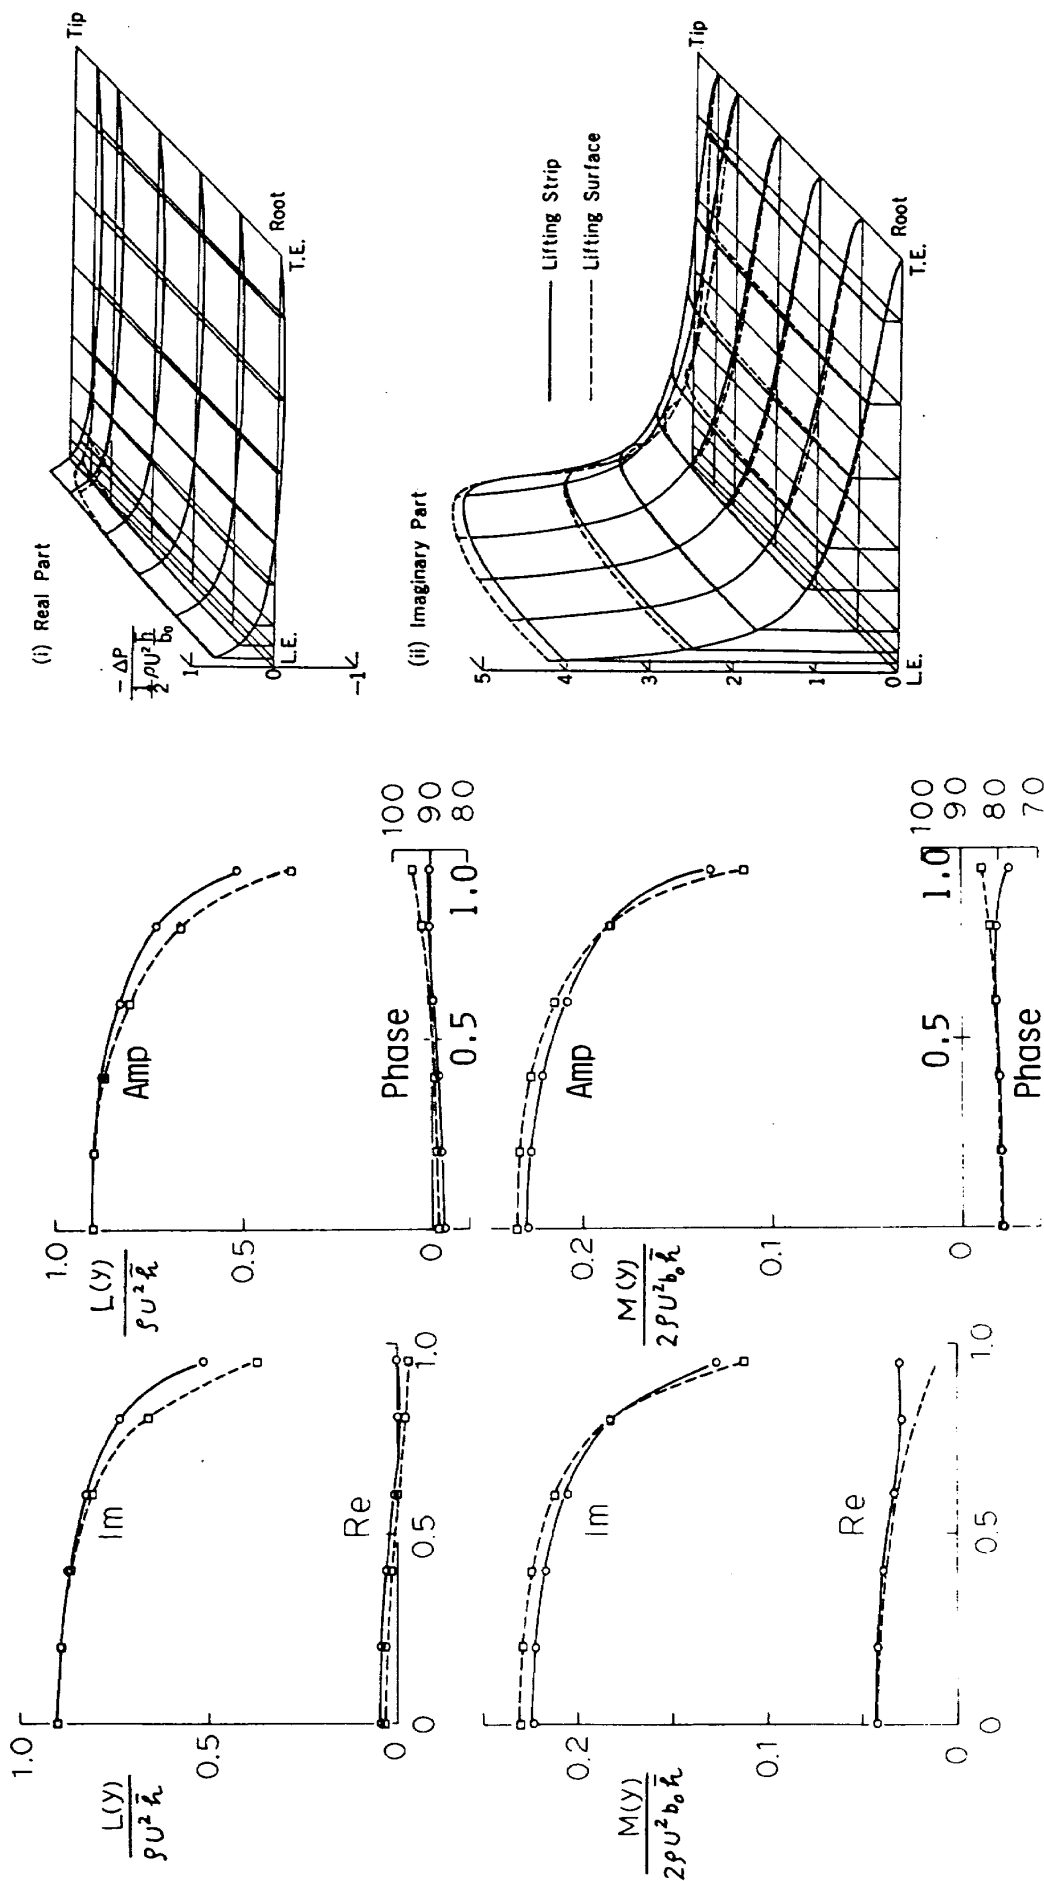 L(y)
ρU²h̄
1.0
0.5
0
Im
Re
0.5
1.0
M(y)
2ρU²b₀h̄
0.2
0.1
0
Im
Re
0
0.5
1.0
L(y)
ρU²h̄
1.0
0.5
0
Amp
Phase
0.5
1.0
100
90
80
M(y)
2ρU²b₀h̄
0.2
0.1
0
Amp
Phase
0.5
1.0
100
90
80
70
(i) Real Part
-ΔP
½ρU² h̄/b₀
1
0
-1
L.E.
T.E.
Root
Tip
(ii) Imaginary Part
Lifting Strip
Lifting Surface
5
4
3
2
1
0
L.E.
T.E.
Root
Tip